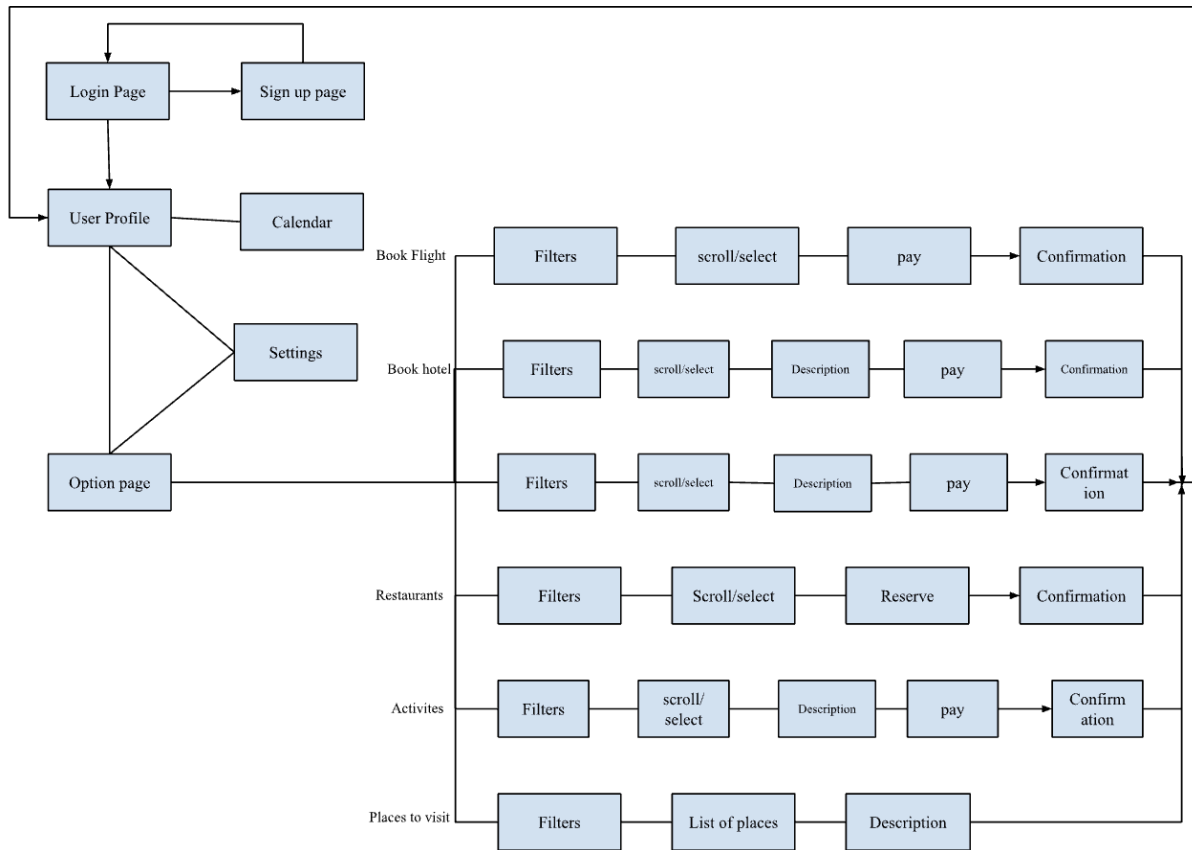 Login Page
Sign up page
User Profile
Calendar
Settings
Option page
Book Flight
Filters
scroll/select
pay
Confirmation
Book hotel
Filters
scroll/select
Description
pay
Confirmation
Filters
scroll/select
Description
pay
Confirmat
ion
Restaurants
Filters
Scroll/select
Reserve
Confirmation
Activites
Filters
scroll/
select
Description
pay
Confirm
ation
Places to visit
Filters
List of places
Description